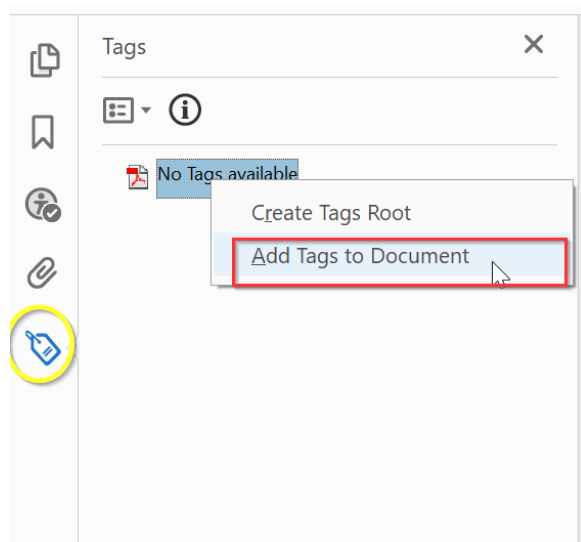 Tags
No Tags available
Create Tags Root
Add Tags to Document